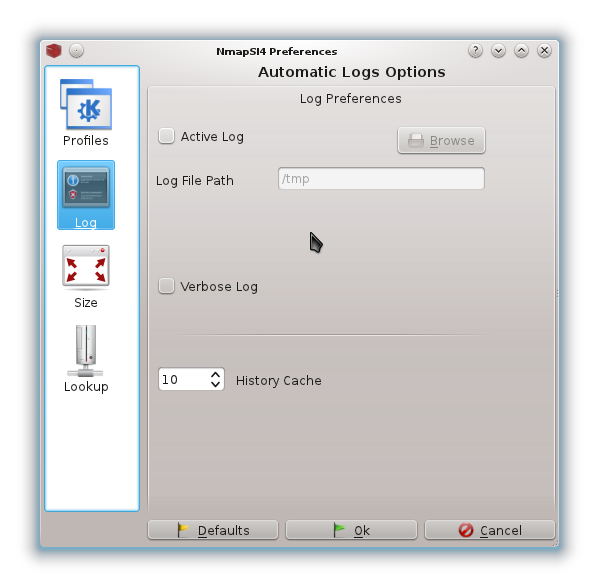 NmapSI4 Preferences
Automatic Logs Options
Profiles
Log
Size
Lookup
Log Preferences
Active Log
Browse
Log File Path
/tmp
Verbose Log
10
History Cache
Defaults
Ok
Cancel